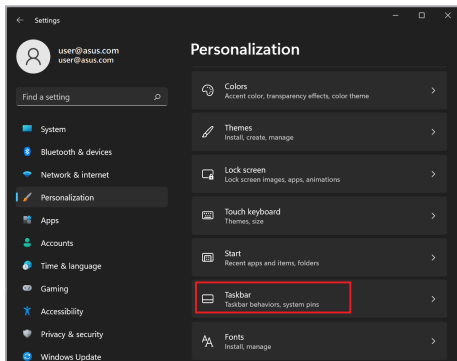 Settings
user@asus.com
user@asus.com
Find a setting
System
Bluetooth & devices
Network & internet
Personalization
Apps
Accounts
Time & language
Gaming
Accessibility
Privacy & security
Windows Update
Personalization
Colors
Accent color, transparency effects, color theme
Themes
Install, create, manage
Lock screen
Lock screen images, apps, animations
Touch keyboard
Themes, size
Start
Recent apps and items, folders
Taskbar
Taskbar behaviors, system pins
Fonts
Install, manage